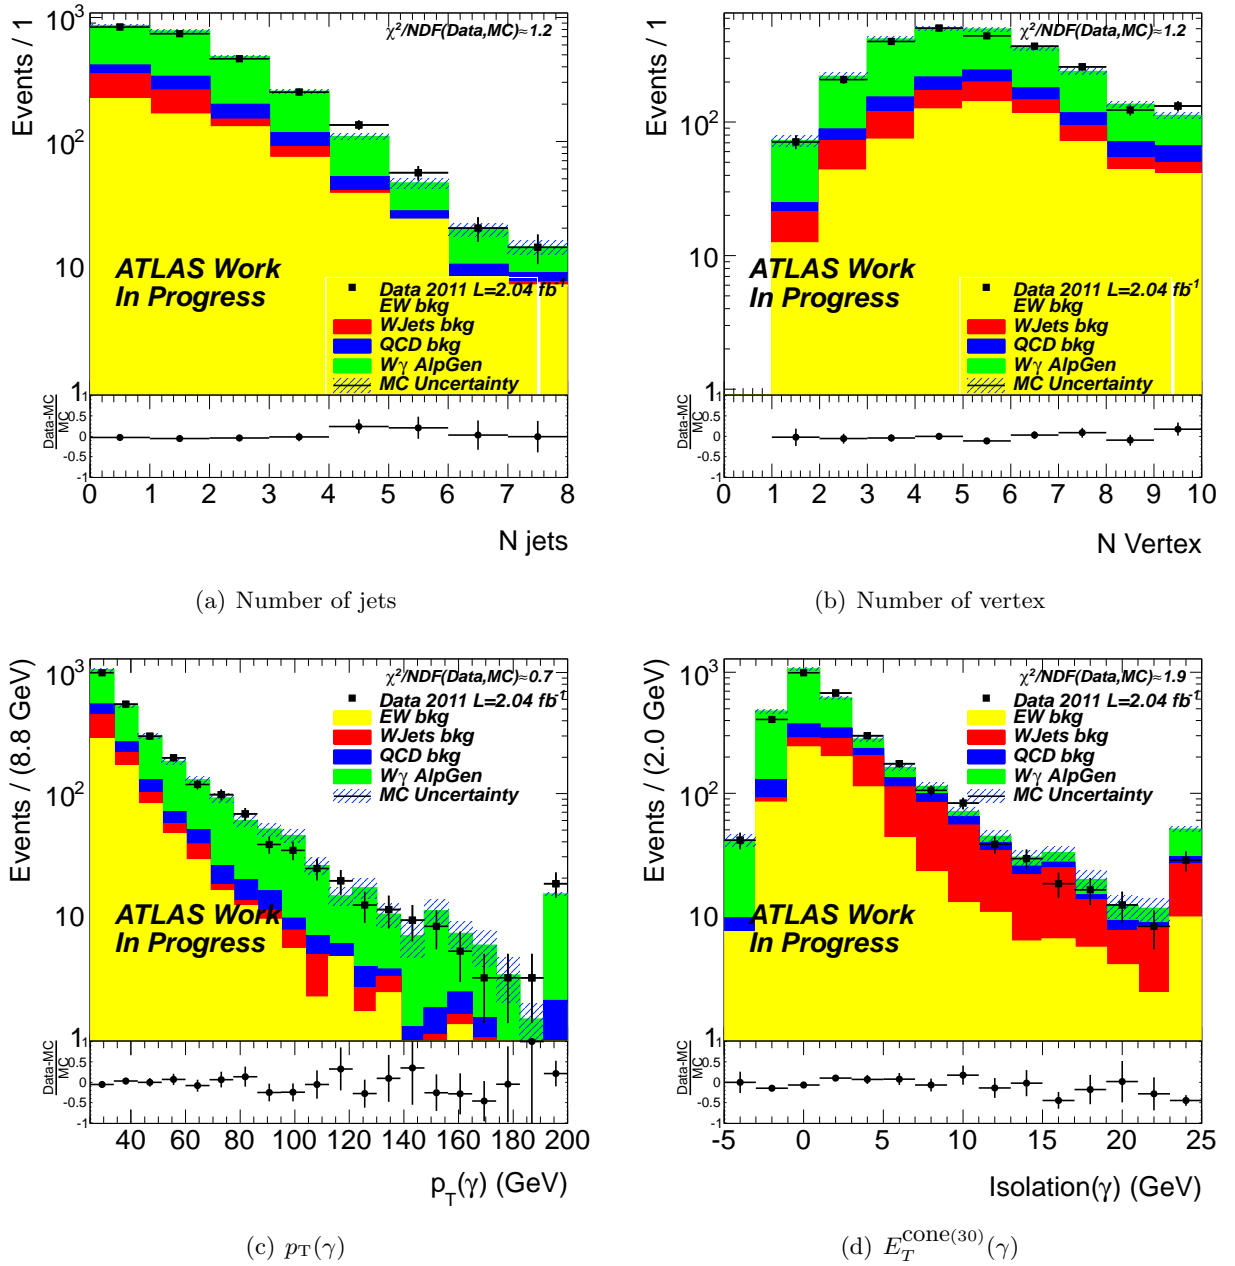 Events / 1
10³
10²
10
1
χ²/NDF(Data,MC)≈1.2
ATLAS Work
In Progress
Data 2011 L=2.04 fb⁻¹
EW bkg
WJets bkg
QCD bkg
Wγ AlpGen
MC Uncertainty
Data-MC
MC
1
0.5
0
-0.5
-1
0 1 2 3 4 5 6 7 8
N jets
(a) Number of jets
Events / 1
10²
10
1
χ²/NDF(Data,MC)≈1.2
ATLAS Work
In Progress
Data 2011 L=2.04 fb⁻¹
EW bkg
WJets bkg
QCD bkg
Wγ AlpGen
MC Uncertainty
Data-MC
MC
1
0.5
0
-0.5
-1
0 1 2 3 4 5 6 7 8 9 10
N Vertex
(b) Number of vertex
Events / (8.8 GeV)
10³
10²
10
1
χ²/NDF(Data,MC)≈0.7
Data 2011 L=2.04 fb⁻¹
EW bkg
WJets bkg
QCD bkg
Wγ AlpGen
MC Uncertainty
ATLAS Work
In Progress
Data-MC
MC
1
0.5
0
-0.5
-1
40 60 80 100 120 140 160 180 200
p_T(γ) (GeV)
(c) p_T(γ)
Events / (2.0 GeV)
10³
10²
10
1
χ²/NDF(Data,MC)≈1.9
Data 2011 L=2.04 fb⁻¹
EW bkg
WJets bkg
QCD bkg
Wγ AlpGen
MC Uncertainty
ATLAS Work
In Progress
Data-MC
MC
1
0.5
0
-0.5
-1
-5 0 5 10 15 20 25
Isolation(γ) (GeV)
(d) E_T^cone(30)(γ)